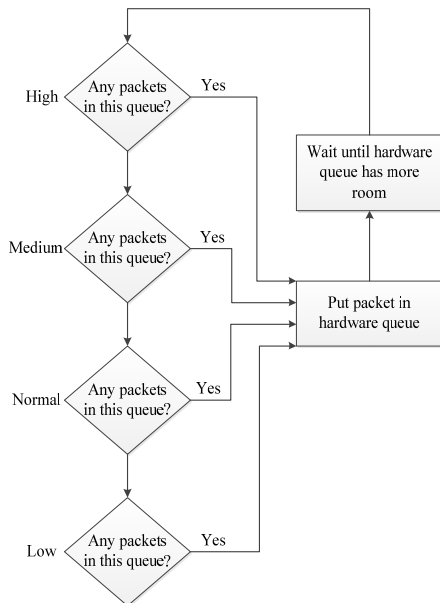 High
Any packets
in this queue?
Yes
Wait until hardware
queue has more
room
Medium
Any packets
in this queue?
Yes
Put packet in
hardware queue
Normal
Any packets
in this queue?
Yes
Low
Any packets
in this queue?
Yes